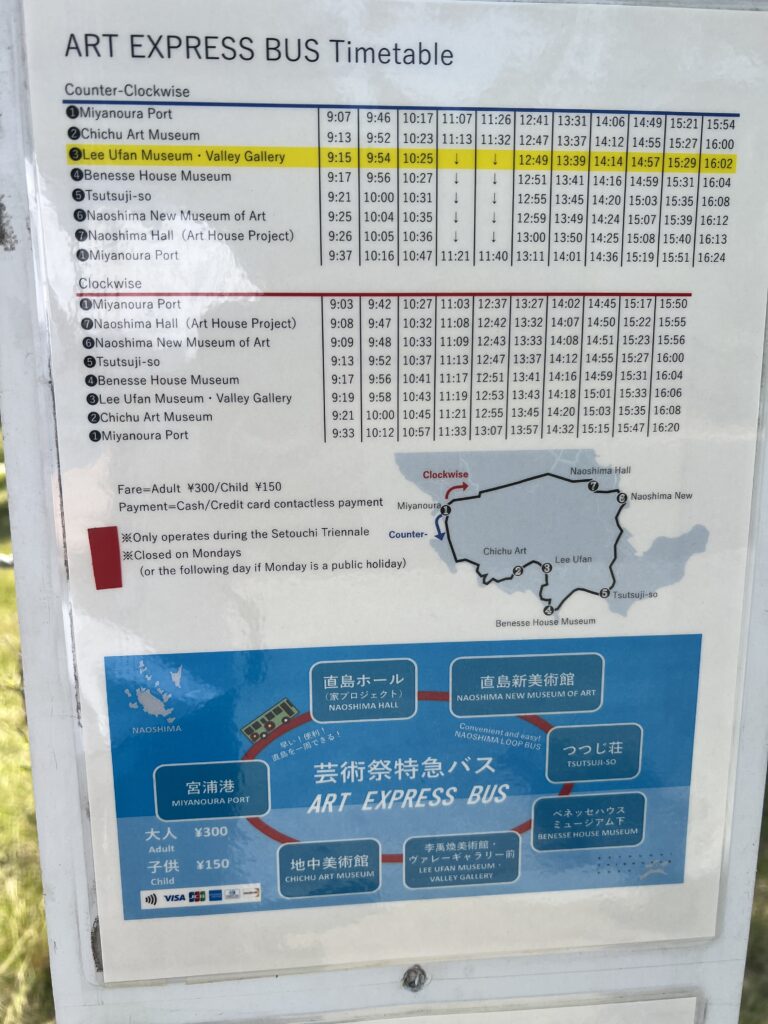 ART EXPRESS BUS Timetable
Counter-Clockwise
❶Miyanoura Port 9:07 9:46 10:17 11:07 11:26 12:41 13:31 14:06 14:49 15:21 15:54
❷Chichu Art Museum 9:13 9:52 10:23 11:13 11:32 12:47 13:37 14:12 14:55 15:27 16:00
❸Lee Ufan Museum・Valley Gallery 9:15 9:54 10:25 ↓ ↓ 12:49 13:39 14:14 14:57 15:29 16:02
❹Benesse House Museum 9:17 9:56 10:27 ↓ ↓ 12:51 13:41 14:16 14:59 15:31 16:04
❺Tsutsuji-so 9:21 10:00 10:31 ↓ ↓ 12:55 13:45 14:20 15:03 15:35 16:08
❻Naoshima New Museum of Art 9:25 10:04 10:35 ↓ ↓ 12:59 13:49 14:24 15:07 15:39 16:12
❼Naoshima Hall（Art House Project） 9:26 10:05 10:36 ↓ ↓ 13:00 13:50 14:25 15:08 15:40 16:13
❶Miyanoura Port 9:37 10:16 10:47 11:21 11:40 13:11 14:01 14:36 15:19 15:51 16:24
Clockwise
❶Miyanoura Port 9:03 9:42 10:27 11:03 12:37 13:27 14:02 14:45 15:17 15:50
❼Naoshima Hall（Art House Project） 9:08 9:47 10:32 11:08 12:42 13:32 14:07 14:50 15:22 15:55
❻Naoshima New Museum of Art 9:09 9:48 10:33 11:09 12:43 13:33 14:08 14:51 15:23 15:56
❺Tsutsuji-so 9:13 9:52 10:37 11:13 12:47 13:37 14:12 14:55 15:27 16:00
❹Benesse House Museum 9:17 9:56 10:41 11:17 12:51 13:41 14:16 14:59 15:31 16:04
❸Lee Ufan Museum・Valley Gallery 9:19 9:58 10:43 11:19 12:53 13:43 14:18 15:01 15:33 16:06
❷Chichu Art Museum 9:21 10:00 10:45 11:21 12:55 13:45 14:20 15:03 15:35 16:08
❶Miyanoura Port 9:33 10:12 10:57 11:33 13:07 13:57 14:32 15:15 15:47 16:20
Fare=Adult ¥300/Child ¥150
Payment=Cash/Credit card contactless payment
※Only operates during the Setouchi Triennale
※Closed on Mondays
(or the following day if Monday is a public holiday)
Clockwise
Naoshima Hall
❼
Miyanoura ❶
❻ Naoshima New
Counter-
Chichu Art
❷
Lee Ufan
❸
❺ Tsutsuji-so
❹
Benesse House Museum
NAOSHIMA
直島ホール
（家プロジェクト）
NAOSHIMA HALL
直島新美術館
NAOSHIMA NEW MUSEUM OF ART
早い！便利！
直島を一周できる！
Convenient and easy!
NAOSHIMA LOOP BUS
つつじ荘
TSUTSUJI-SO
芸術祭特急バス
ART EXPRESS BUS
宮浦港
MIYANOURA PORT
ベネッセハウス
ミュージアム下
BENESSE HOUSE MUSEUM
大人 ¥300
Adult
子供 ¥150
Child
地中美術館
CHICHU ART MUSEUM
李禹煥美術館・
ヴァレーギャラリー前
LEE UFAN MUSEUM・
VALLEY GALLERY
VISA JCB